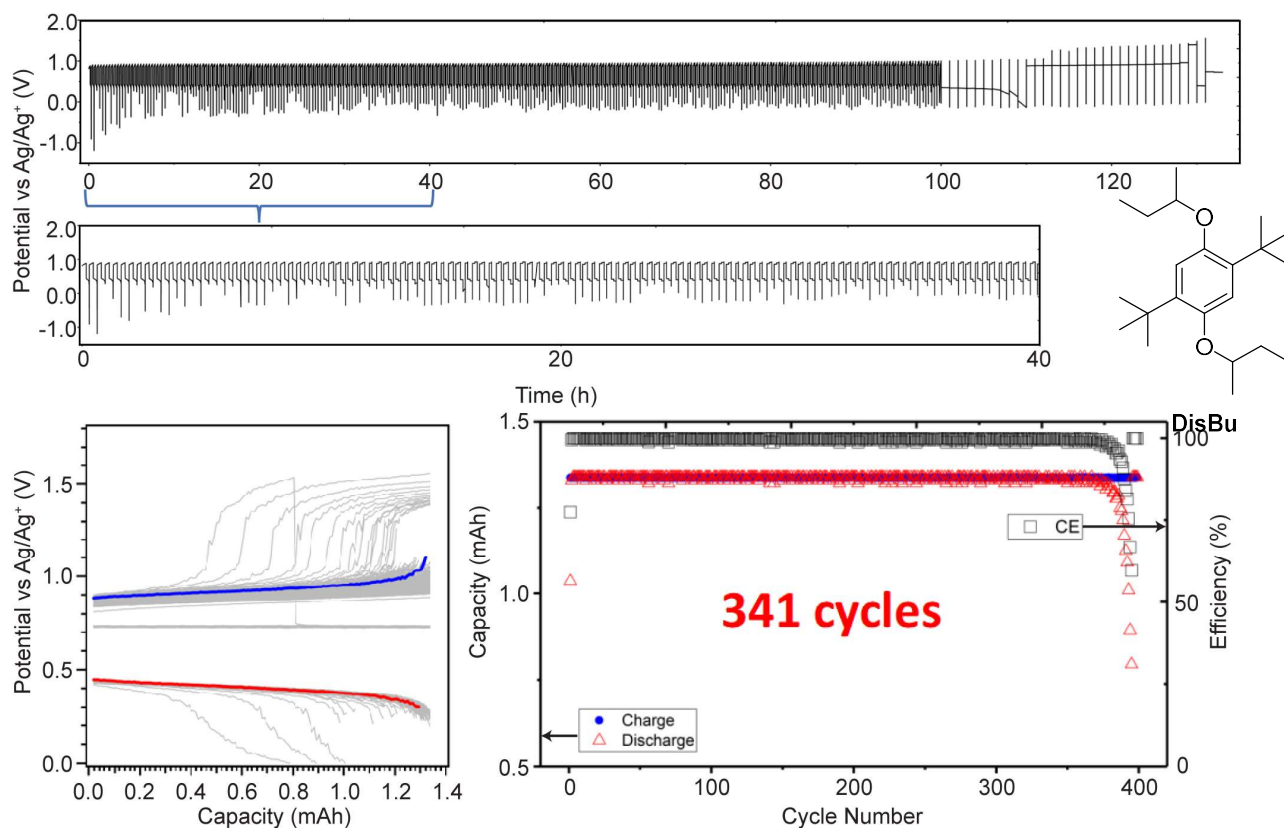 Potential vs Ag/Ag⁺ (V)
2.0
1.0
0.0
-1.0
0 20 40 60 80 100 120
2.0
1.0
0.0
-1.0
0 20 40
Time (h)
O
O
DisBu
Potential vs Ag/Ag⁺ (V)
1.5
1.0
0.5
0.0
0.0 0.2 0.4 0.6 0.8 1.0 1.2 1.4
Capacity (mAh)
Capacity (mAh)
1.5
1.0
0.5
CE
341 cycles
Charge
Discharge
0 100 200 300 400
Cycle Number
100
50
0
Efficiency (%)